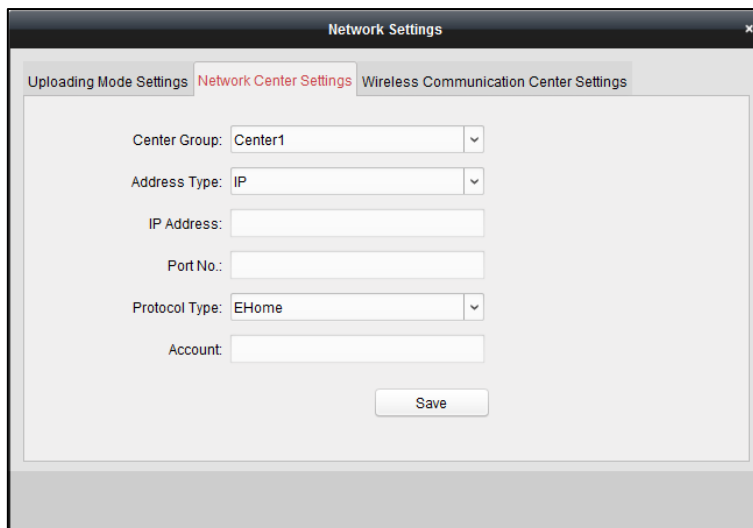 Network Settings ×
Uploading Mode Settings Network Center Settings Wireless Communication Center Settings
Center Group: Center1
Address Type: IP
IP Address:
Port No.:
Protocol Type: EHome
Account:
Save